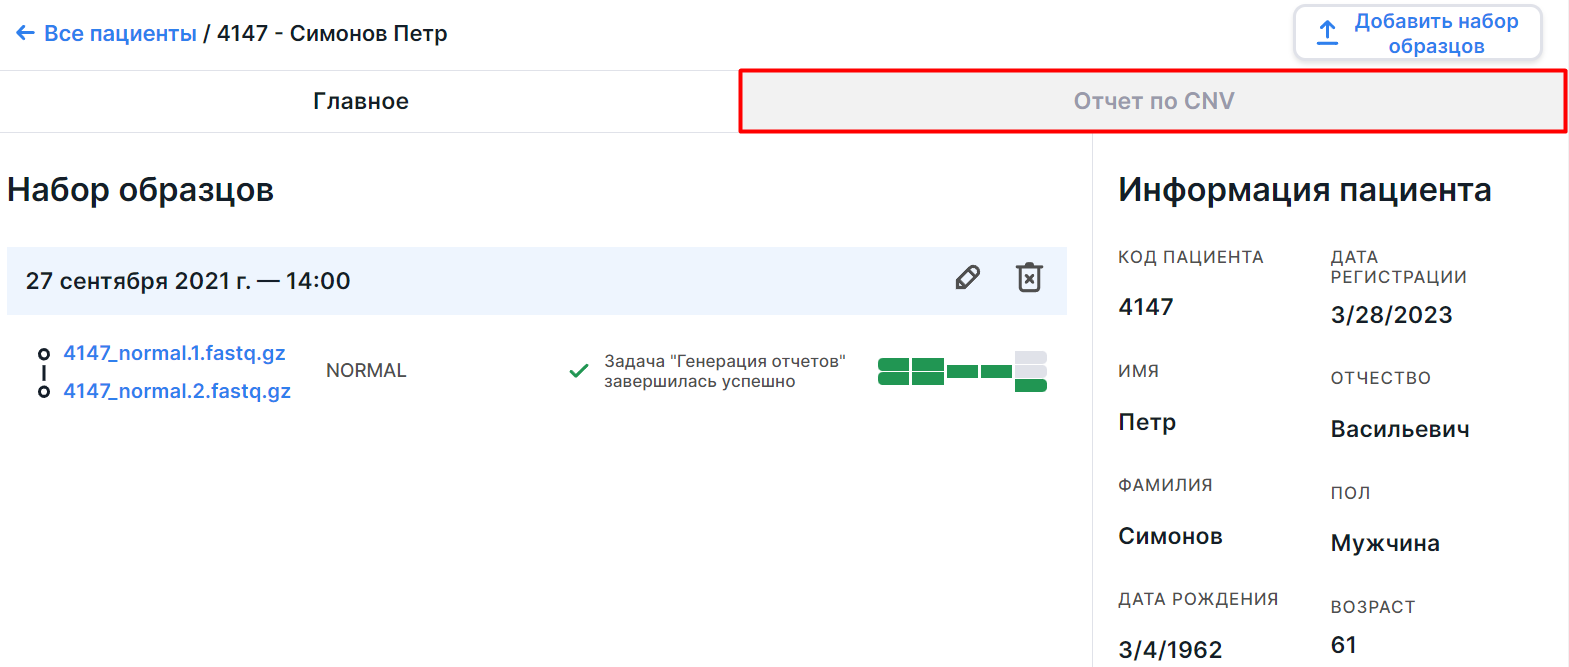 ← Все пациенты / 4147 - Симонов Петр
Добавить набор
образцов
Главное
Отчет по CNV
Набор образцов
27 сентября 2021 г. — 14:00
4147_normal.1.fastq.gz
4147_normal.2.fastq.gz
NORMAL
Задача "Генерация отчетов"
завершилась успешно
Информация пациента
КОД ПАЦИЕНТА
4147
ДАТА
РЕГИСТРАЦИИ
3/28/2023
ИМЯ
Петр
ОТЧЕСТВО
Васильевич
ФАМИЛИЯ
Симонов
ПОЛ
Мужчина
ДАТА РОЖДЕНИЯ
3/4/1962
ВОЗРАСТ
61